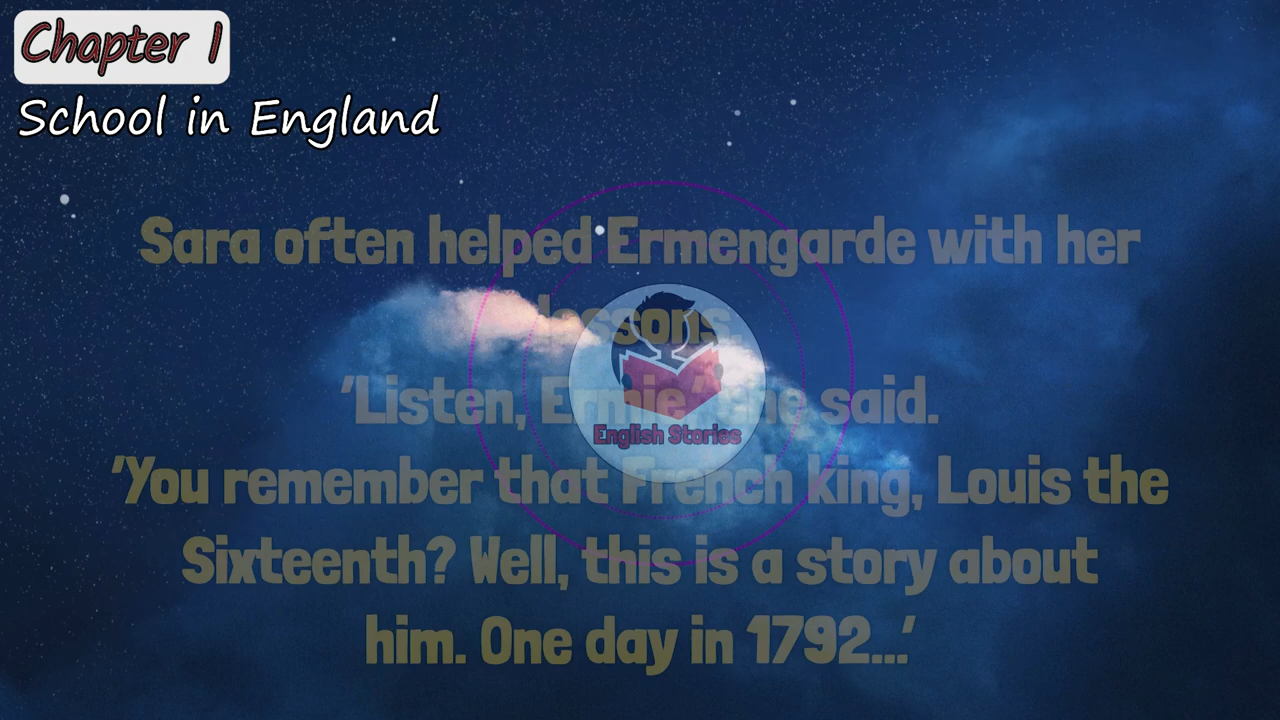 Chapter 1
School in England
Sara often helped Ermengarde with her
lessons.
'Listen, Ermie', she said.
English Stories
'You remember that French king, Louis the
Sixteenth? Well, this is a story about
him. One day in 1792...'